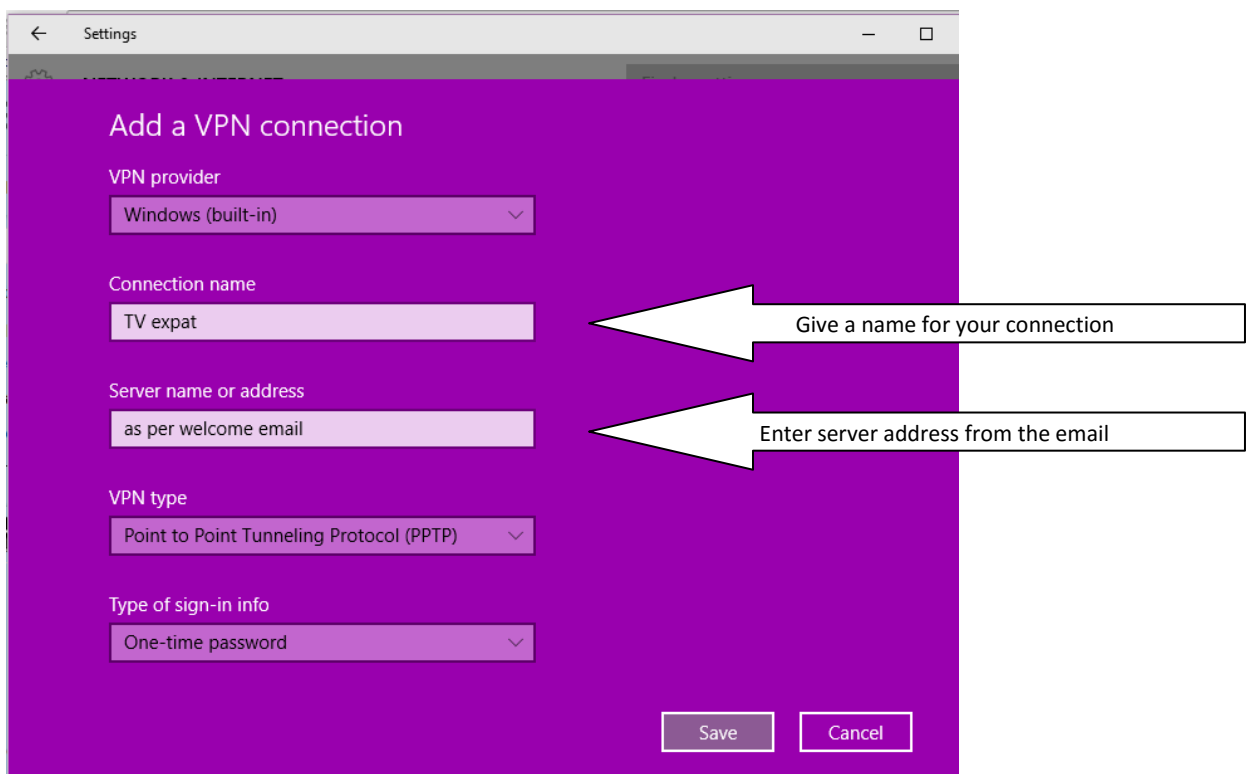 Settings
Add a VPN connection
VPN provider
Windows (built-in)
Connection name
TV expat
Give a name for your connection
Server name or address
as per welcome email
Enter server address from the email
VPN type
Point to Point Tunneling Protocol (PPTP)
Type of sign-in info
One-time password
Save
Cancel